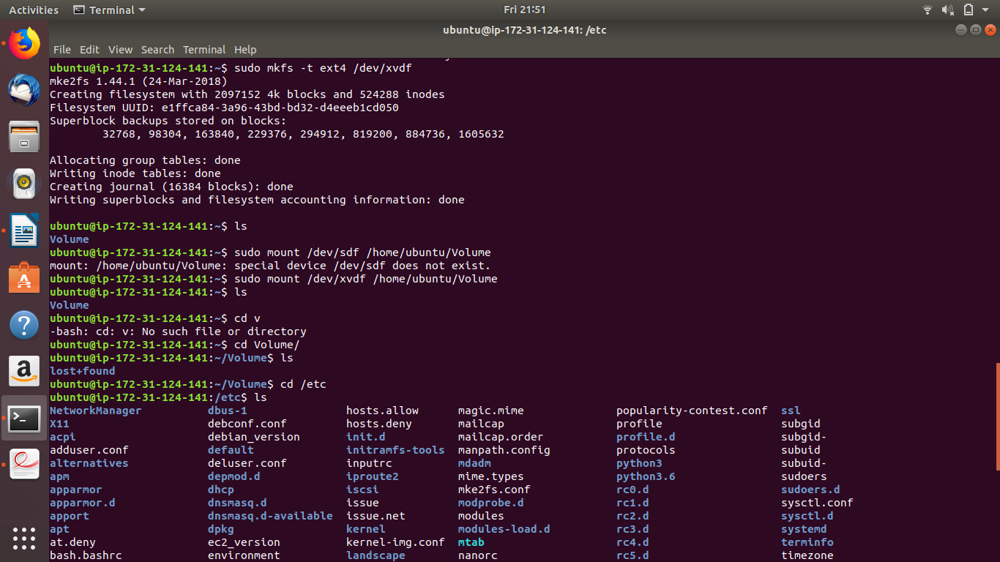 Activities Terminal Fri 21:51
ubuntu@ip-172-31-124-141: /etc
File Edit View Search Terminal Help
ubuntu@ip-172-31-124-141:~$ sudo mkfs -t ext4 /dev/xvdf
mke2fs 1.44.1 (24-Mar-2018)
Creating filesystem with 2097152 4k blocks and 524288 inodes
Filesystem UUID: e1ffca84-3a96-43bd-bd32-d4eeeb1cd050
Superblock backups stored on blocks:
        32768, 98304, 163840, 229376, 294912, 819200, 884736, 1605632
Allocating group tables: done
Writing inode tables: done
Creating journal (16384 blocks): done
Writing superblocks and filesystem accounting information: done
ubuntu@ip-172-31-124-141:~$ ls
Volume
ubuntu@ip-172-31-124-141:~$ sudo mount /dev/sdf /home/ubuntu/Volume
mount: /home/ubuntu/Volume: special device /dev/sdf does not exist.
ubuntu@ip-172-31-124-141:~$ sudo mount /dev/xvdf /home/ubuntu/Volume
ubuntu@ip-172-31-124-141:~$ ls
Volume
ubuntu@ip-172-31-124-141:~$ cd v
-bash: cd: v: No such file or directory
ubuntu@ip-172-31-124-141:~$ cd Volume/
ubuntu@ip-172-31-124-141:~/Volume$ ls
lost+found
ubuntu@ip-172-31-124-141:~/Volume$ cd /etc
ubuntu@ip-172-31-124-141:/etc$ ls
NetworkManager dbus-1 hosts.allow magic.mime popularity-contest.conf ssl
X11 debconf.conf hosts.deny mailcap profile subgid
acpi debian_version init.d mailcap.order profile.d subgid-
adduser.conf default initramfs-tools manpath.config protocols subuid
alternatives deluser.conf inputrc mdadm python3 subuid-
apm depmod.d iproute2 mime.types python3.6 sudoers
apparmor dhcp iscsi mke2fs.conf rc0.d sudoers.d
apparmor.d dnsmasq.d issue modprobe.d rc1.d sysctl.conf
apport dnsmasq.d-available issue.net modules rc2.d sysctl.d
apt dpkg kernel modules-load.d rc3.d systemd
at.deny ec2_version kernel-img.conf mtab rc4.d terminfo
bash.bashrc environment landscape nanorc rc5.d timezone